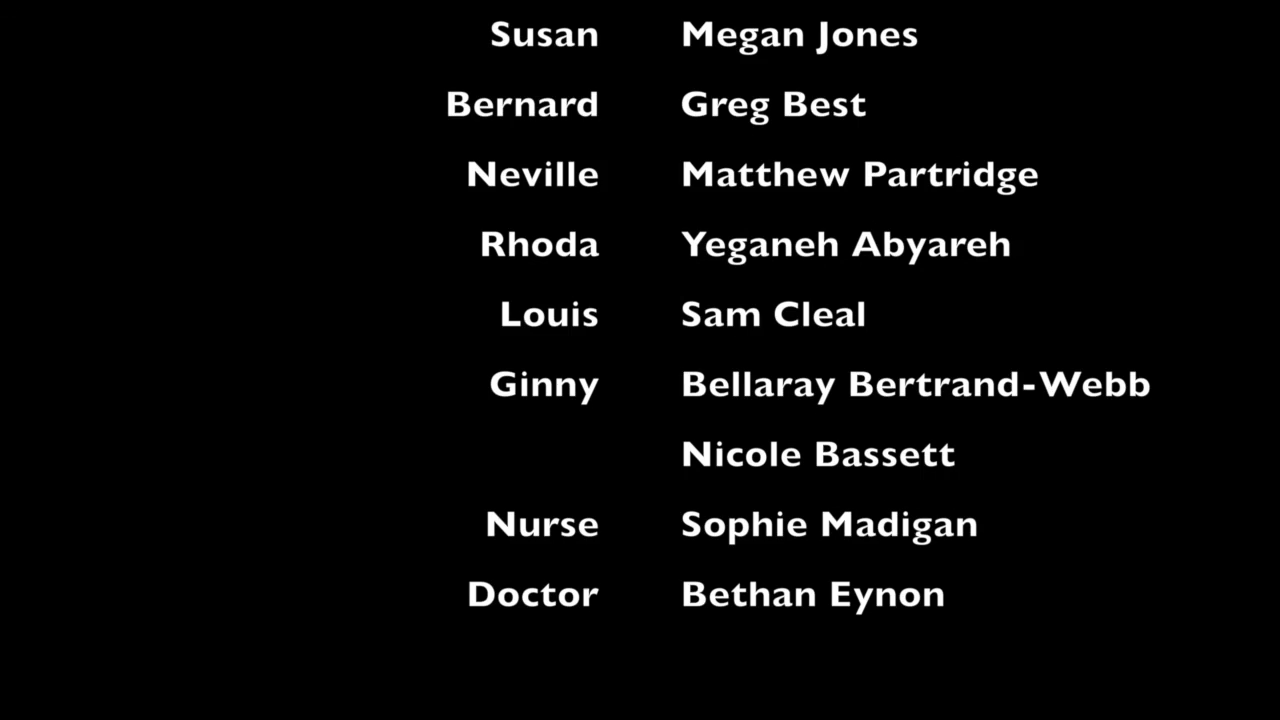 Susan Megan Jones
Bernard Greg Best
Neville Matthew Partridge
Rhoda Yeganeh Abyareh
Louis Sam Cleal
Ginny Bellaray Bertrand-Webb
Nicole Bassett
Nurse Sophie Madigan
Doctor Bethan Eynon